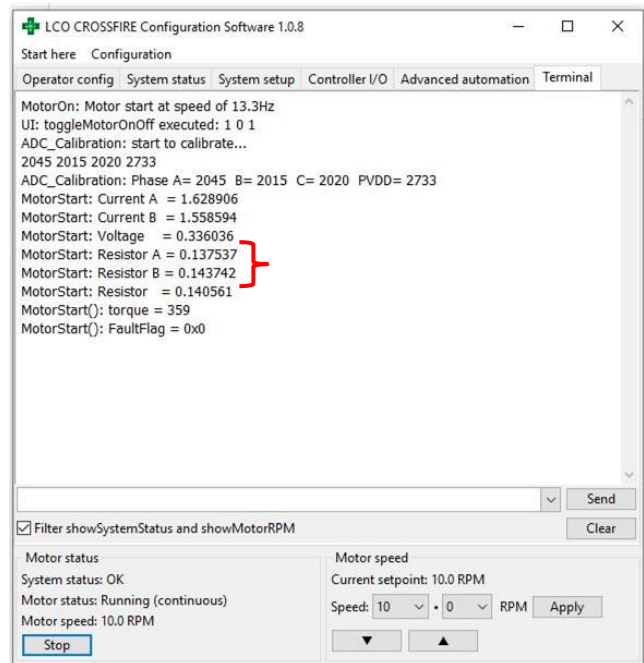 LCO CROSSFIRE Configuration Software 1.0.8
Start here Configuration
Operator config System status System setup Controller I/O Advanced automation Terminal
MotorOn: Motor start at speed of 13.3Hz
UI: toggleMotorOnOff executed: 1 0 1
ADC_Calibration: start to calibrate...
2045 2015 2020 2733
ADC_Calibration: Phase A= 2045 B= 2015 C= 2020 PVDD= 2733
MotorStart: Current A = 1.628906
MotorStart: Current B = 1.558594
MotorStart: Voltage = 0.336036
MotorStart: Resistor A = 0.137537
MotorStart: Resistor B = 0.143742
MotorStart: Resistor = 0.140561
MotorStart(): torque = 359
MotorStart(): FaultFlag = 0x0
Send
Filter showSystemStatus and showMotorRPM
Clear
Motor status
System status: OK
Motor status: Running (continuous)
Motor speed: 10.0 RPM
Stop
Motor speed
Current setpoint: 10.0 RPM
Speed: 10 • 0 RPM Apply